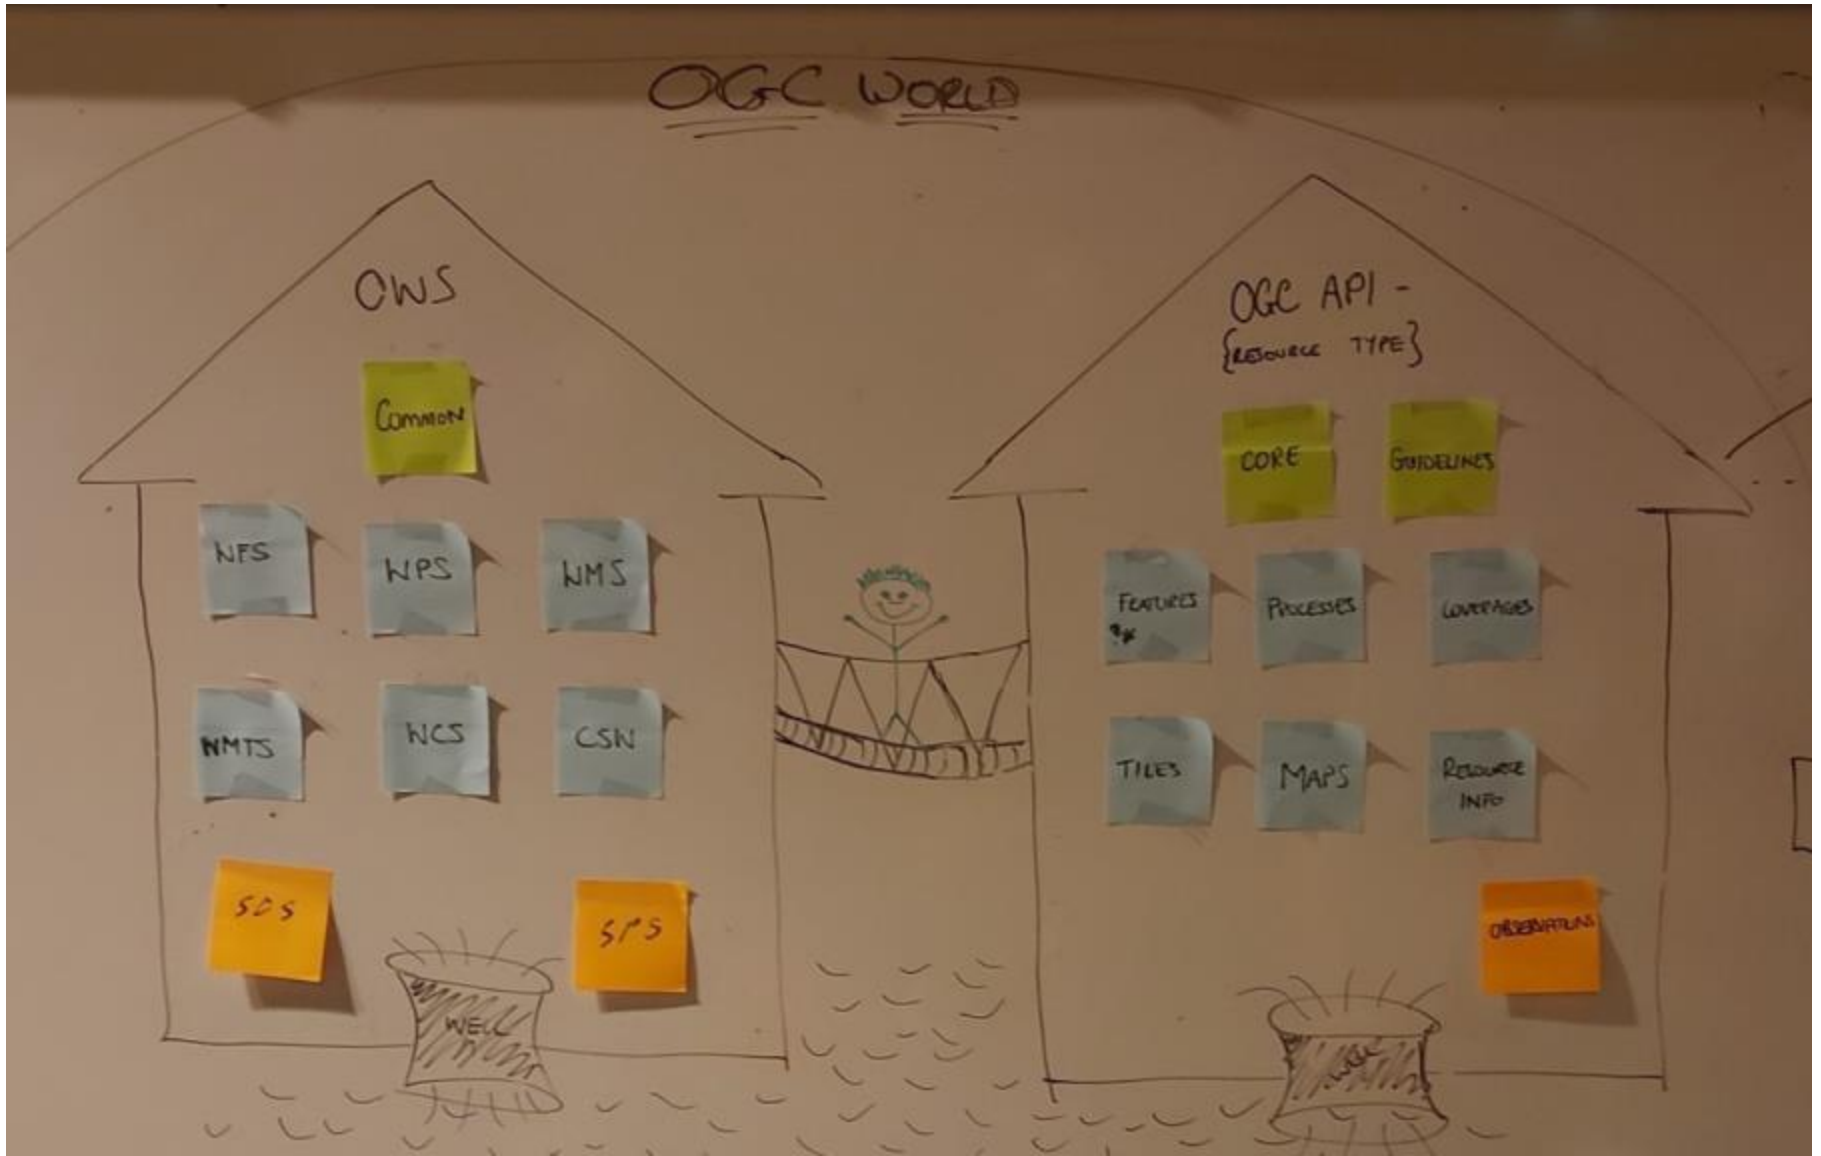 OGC WORLD
OWS
COMMON
WFS
WPS
WMS
WMTS
WCS
CSW
SOS
SPS
WELL
OGC API -
{RESOURCE TYPE}
CORE
GUIDELINES
FEATURES
PROCESSES
COVERAGES
TILES
MAPS
RESOURCE
INFO
OBSERVATIONS
WELL